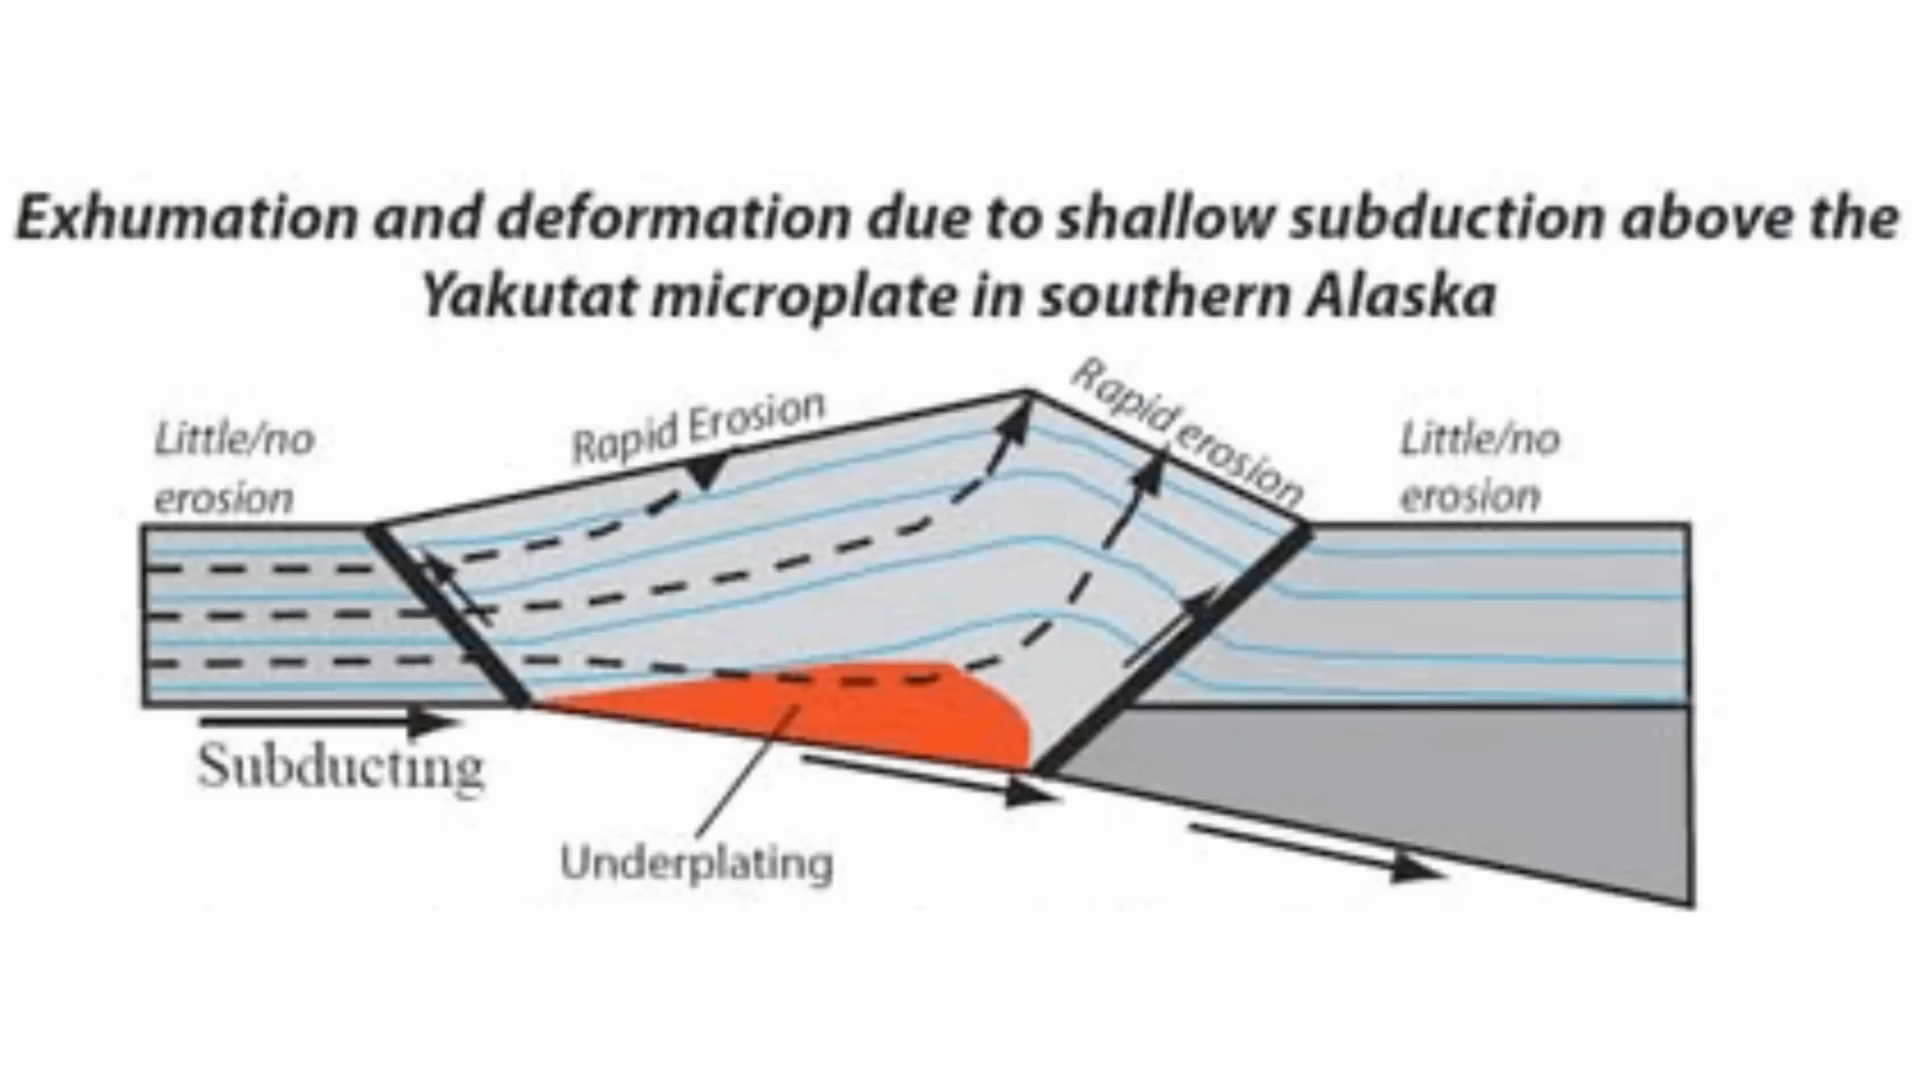 Exhumation and deformation due to shallow subduction above the
Yakutat microplate in southern Alaska
Little/no
erosion
Rapid Erosion
Rapid erosion
Little/no
erosion
Subducting
Underplating